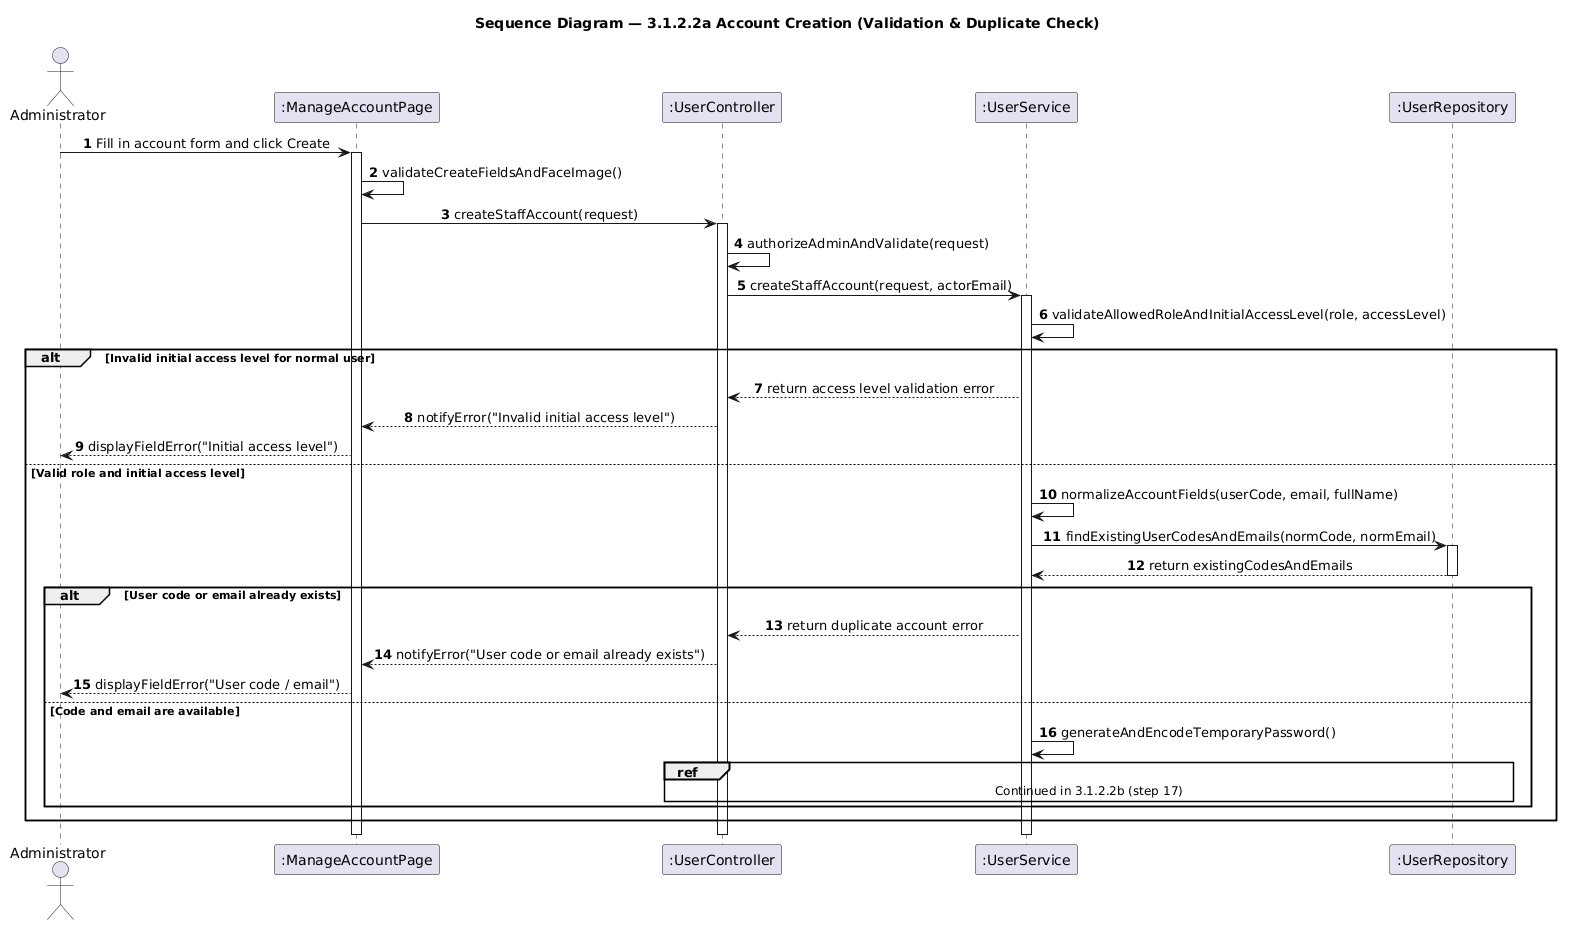 Sequence Diagram — 3.1.2.2a Account Creation (Validation & Duplicate Check)
Administrator
:ManageAccountPage
:UserController
:UserService
:UserRepository
1 Fill in account form and click Create
2 validateCreateFieldsAndFaceImage()
3 createStaffAccount(request)
4 authorizeAdminAndValidate(request)
5 createStaffAccount(request, actorEmail)
6 validateAllowedRoleAndInitialAccessLevel(role, accessLevel)
alt [Invalid initial access level for normal user]
7 return access level validation error
8 notifyError("Invalid initial access level")
9 displayFieldError("Initial access level")
[Valid role and initial access level]
10 normalizeAccountFields(userCode, email, fullName)
11 findExistingUserCodesAndEmails(normCode, normEmail)
12 return existingCodesAndEmails
alt [User code or email already exists]
13 return duplicate account error
14 notifyError("User code or email already exists")
15 displayFieldError("User code / email")
[Code and email are available]
16 generateAndEncodeTemporaryPassword()
ref
Continued in 3.1.2.2b (step 17)
Administrator
:ManageAccountPage
:UserController
:UserService
:UserRepository